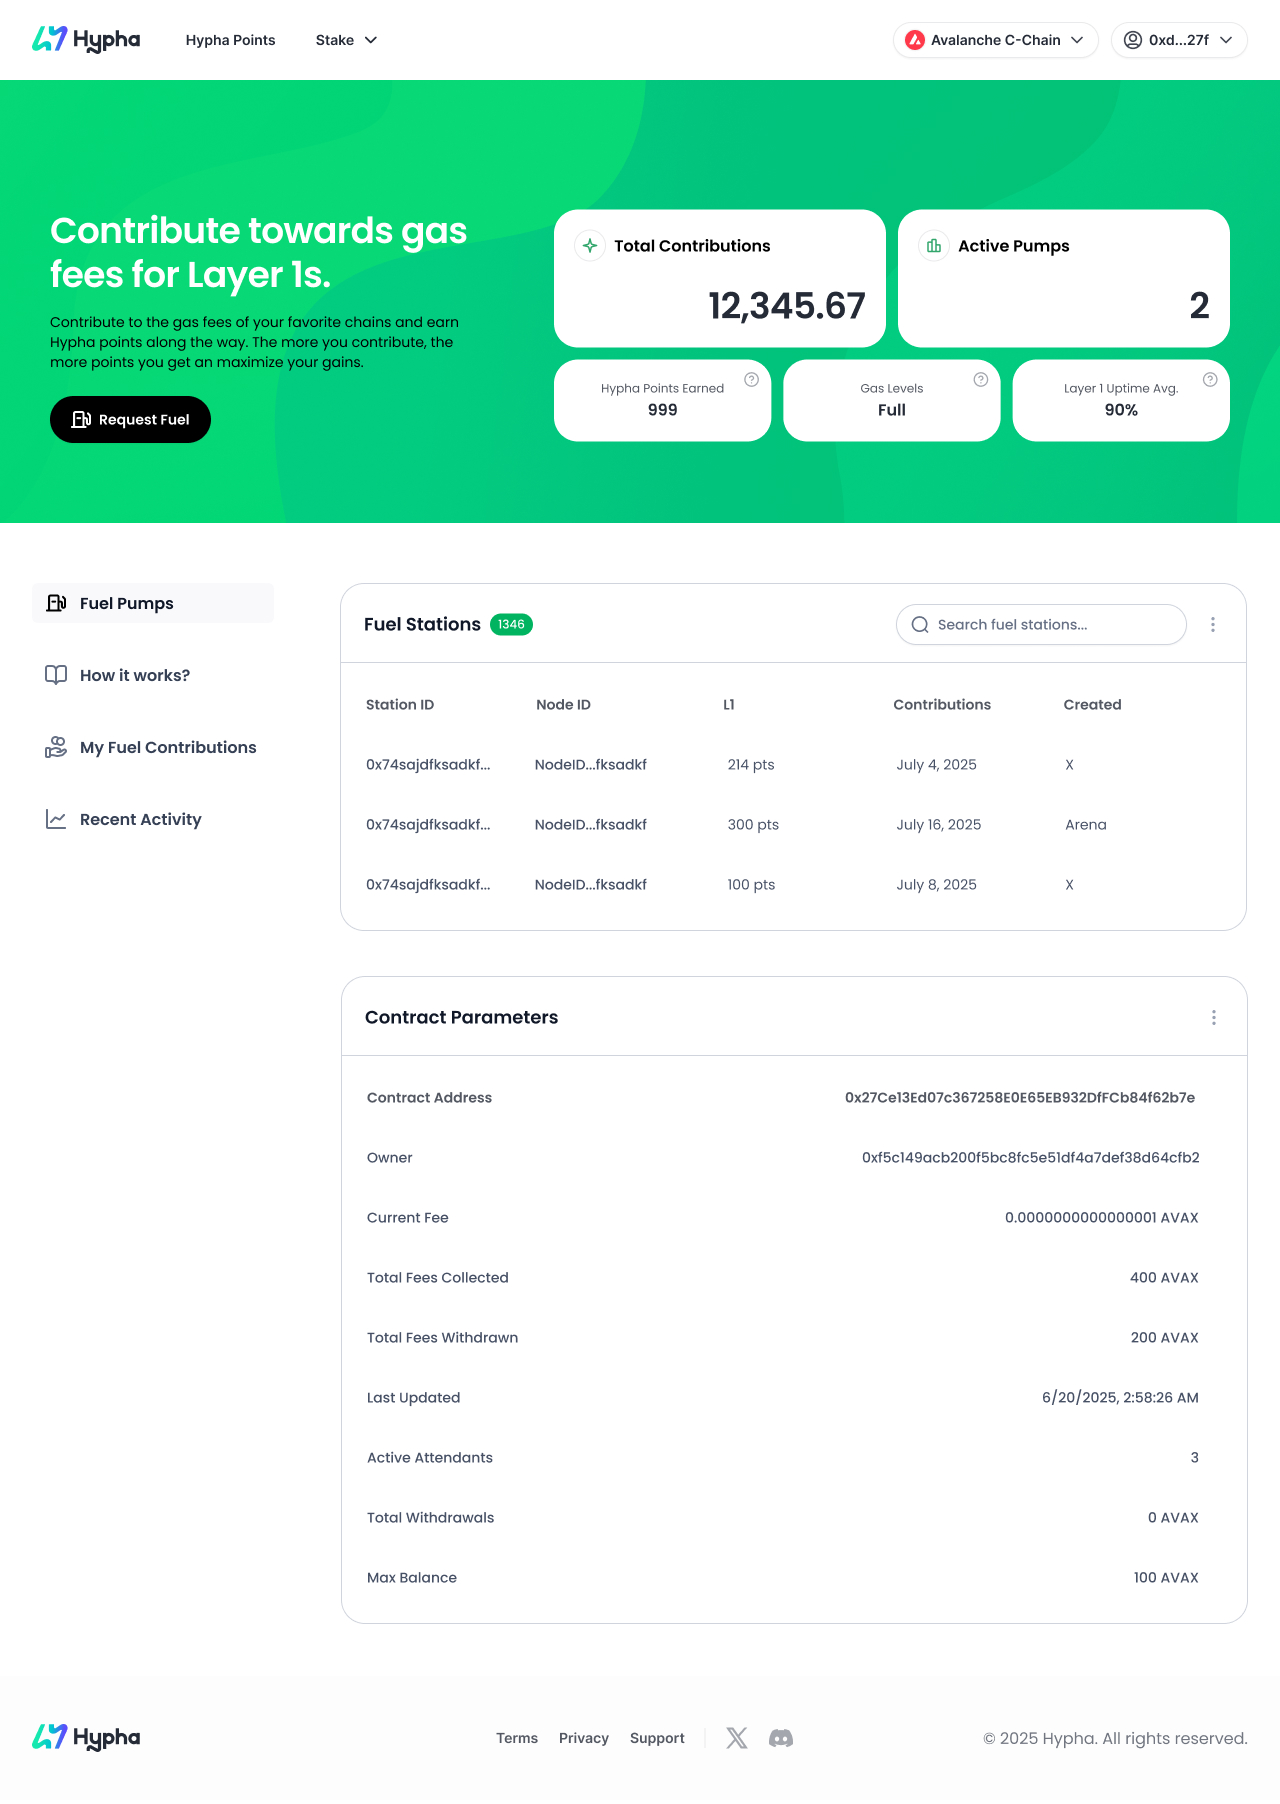 Hypha
Hypha Points
Stake
Avalanche C-Chain
0xd...27f
Contribute towards gas
fees for Layer 1s.
Contribute to the gas fees of your favorite chains and earn
Hypha points along the way. The more you contribute, the
more points you get an maximize your gains.
Request Fuel
Total Contributions
12,345.67
Active Pumps
2
Hypha Points Earned
999
Gas Levels
Full
Layer 1 Uptime Avg.
90%
Fuel Pumps
How it works?
My Fuel Contributions
Recent Activity
Fuel Stations 1346
Search fuel stations...
Station ID Node ID L1 Contributions Created
0x74sajdfksadkf... NodeID...fksadkf 214 pts July 4, 2025 X
0x74sajdfksadkf... NodeID...fksadkf 300 pts July 16, 2025 Arena
0x74sajdfksadkf... NodeID...fksadkf 100 pts July 8, 2025 X
Contract Parameters
Contract Address 0x27Ce13Ed07c367258E0E65EB932DfFCb84f62b7e
Owner 0xf5c149acb200f5bc8fc5e51df4a7def38d64cfb2
Current Fee 0.0000000000000001 AVAX
Total Fees Collected 400 AVAX
Total Fees Withdrawn 200 AVAX
Last Updated 6/20/2025, 2:58:26 AM
Active Attendants 3
Total Withdrawals 0 AVAX
Max Balance 100 AVAX
Hypha
Terms Privacy Support
© 2025 Hypha. All rights reserved.